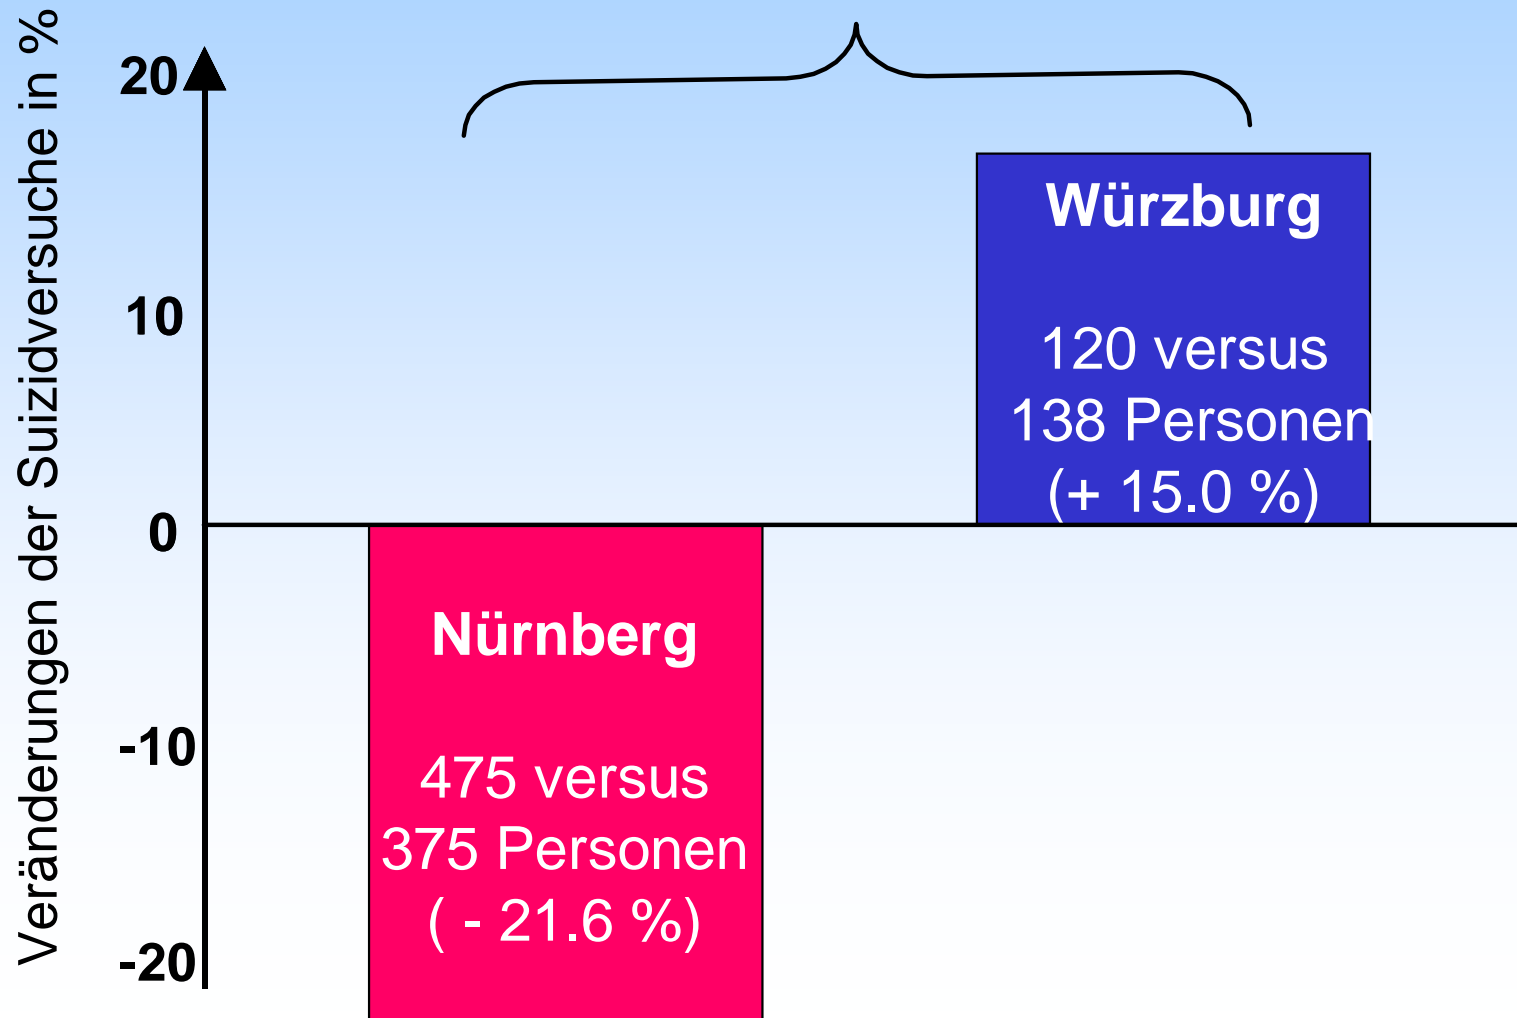 Veränderungen der Suizidversuche in %
20
10
0
-10
-20
Würzburg
120 versus
138 Personen
(+ 15.0 %)
Nürnberg
475 versus
375 Personen
( - 21.6 %)